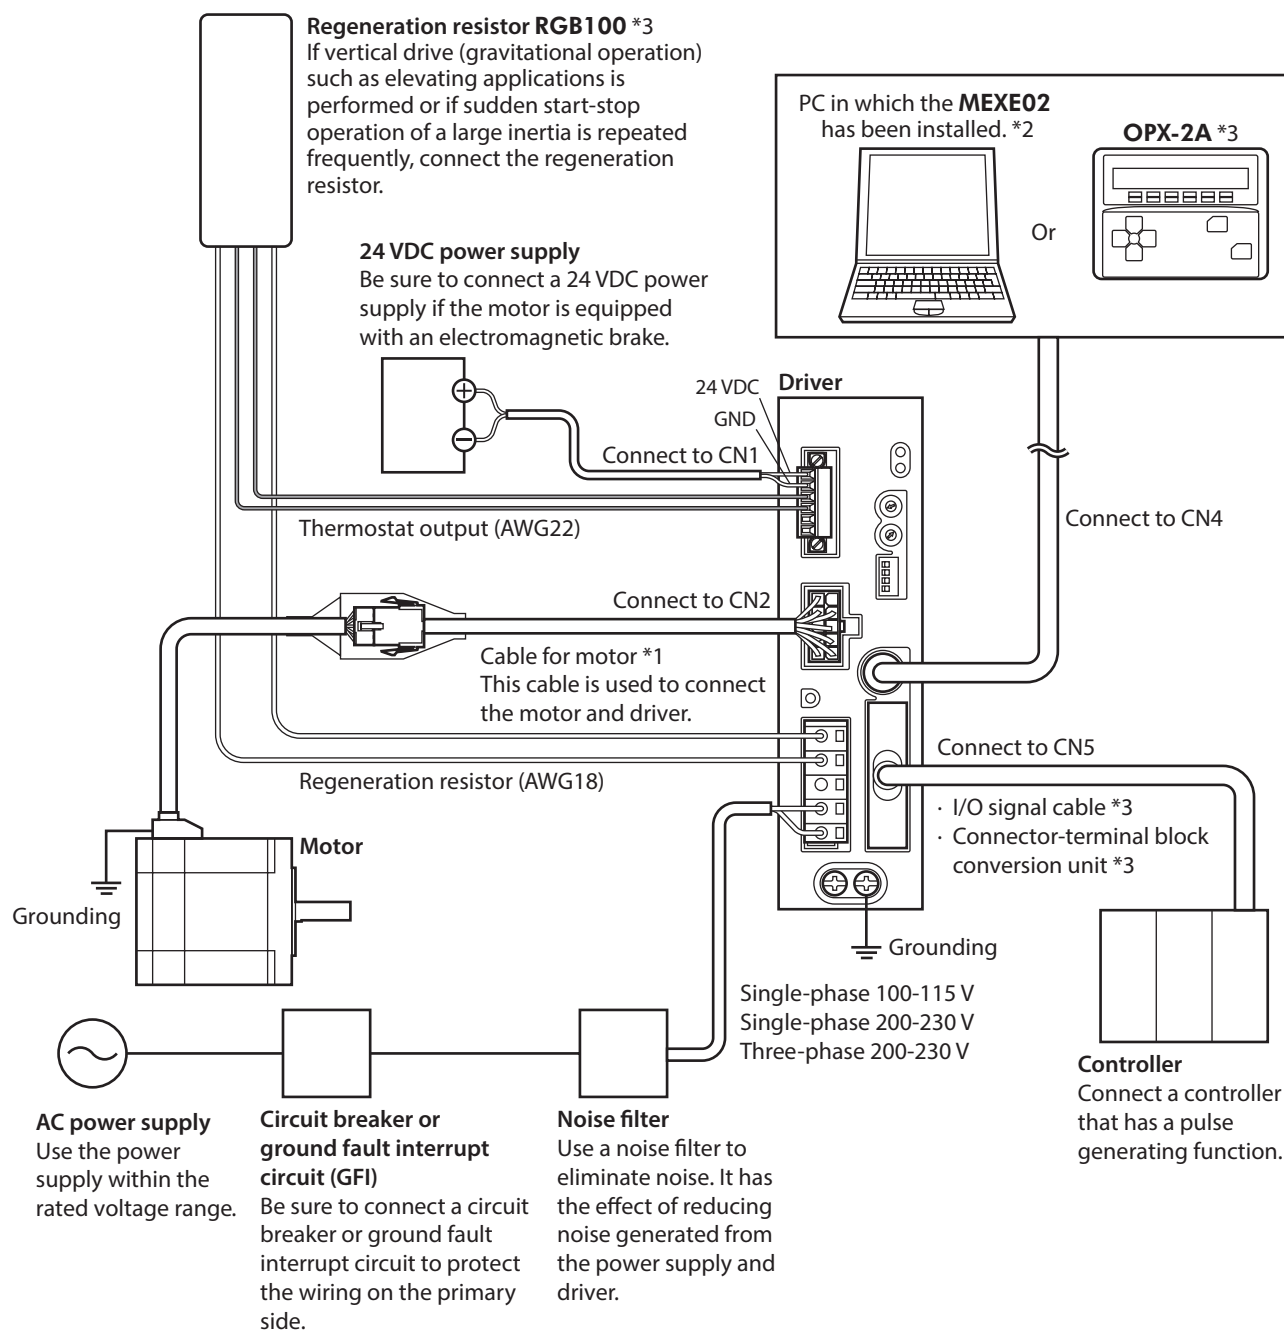 Regeneration resistor RGB100 *3
If vertical drive (gravitational operation)
such as elevating applications is
performed or if sudden start-stop
operation of a large inertia is repeated
frequently, connect the regeneration
resistor.
PC in which the MEXE02
has been installed. *2
OPX-2A *3
Or
24 VDC power supply
Be sure to connect a 24 VDC power
supply if the motor is equipped
with an electromagnetic brake.
24 VDC
GND
Driver
Connect to CN1
Thermostat output (AWG22)
Connect to CN4
Connect to CN2
Cable for motor *1
This cable is used to connect
the motor and driver.
Regeneration resistor (AWG18)
Connect to CN5
· I/O signal cable *3
· Connector-terminal block
conversion unit *3
Motor
Grounding
Grounding
Single-phase 100-115 V
Single-phase 200-230 V
Three-phase 200-230 V
Controller
Connect a controller
that has a pulse
generating function.
AC power supply
Use the power
supply within the
rated voltage range.
Circuit breaker or
ground fault interrupt
circuit (GFI)
Be sure to connect a circuit
breaker or ground fault
interrupt circuit to protect
the wiring on the primary
side.
Noise filter
Use a noise filter to
eliminate noise. It has
the effect of reducing
noise generated from
the power supply and
driver.